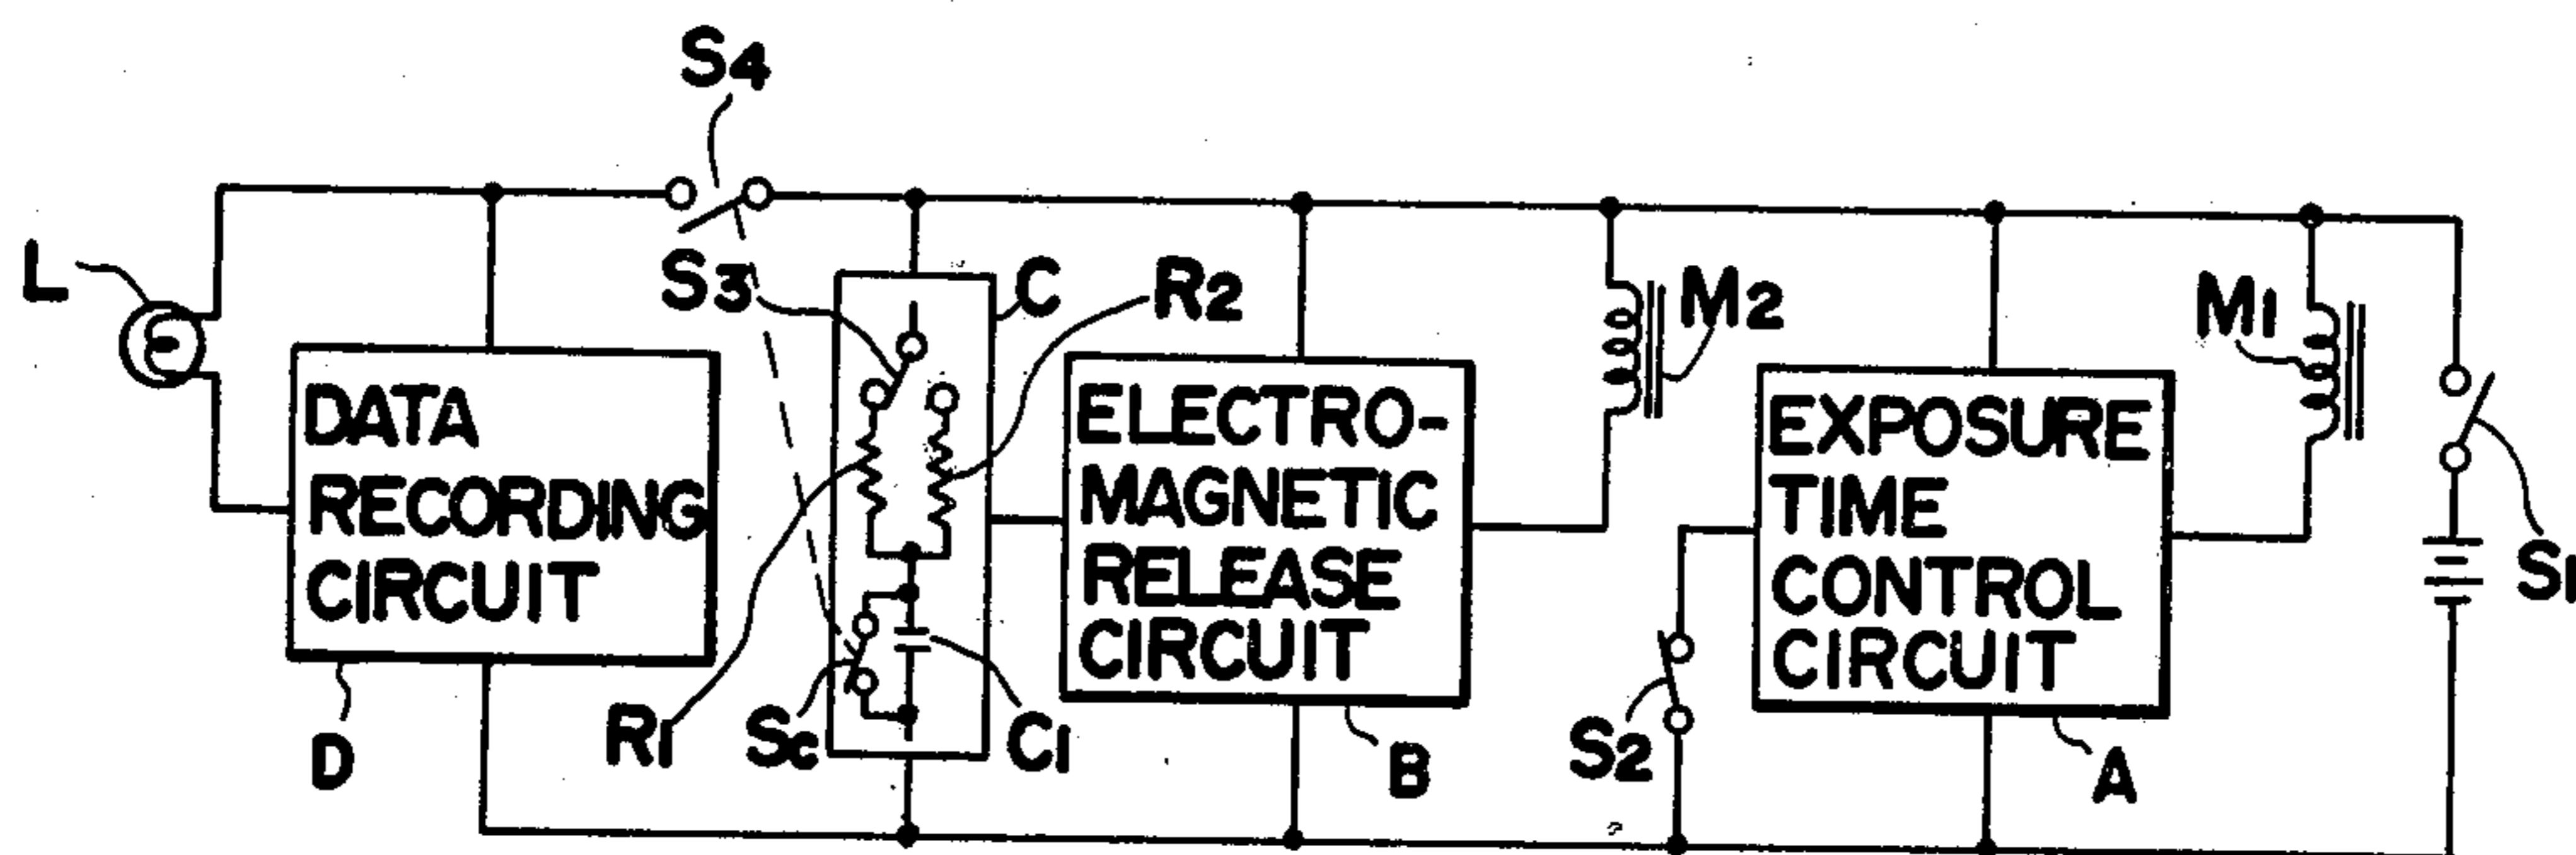 S4
L
S3
C
R2
M2
M1
DATA
RECORDING
CIRCUIT
ELECTRO-
MAGNETIC
RELEASE
CIRCUIT
EXPOSURE
TIME
CONTROL
CIRCUIT
S1
D
R1
Sc
C1
B
S2
A